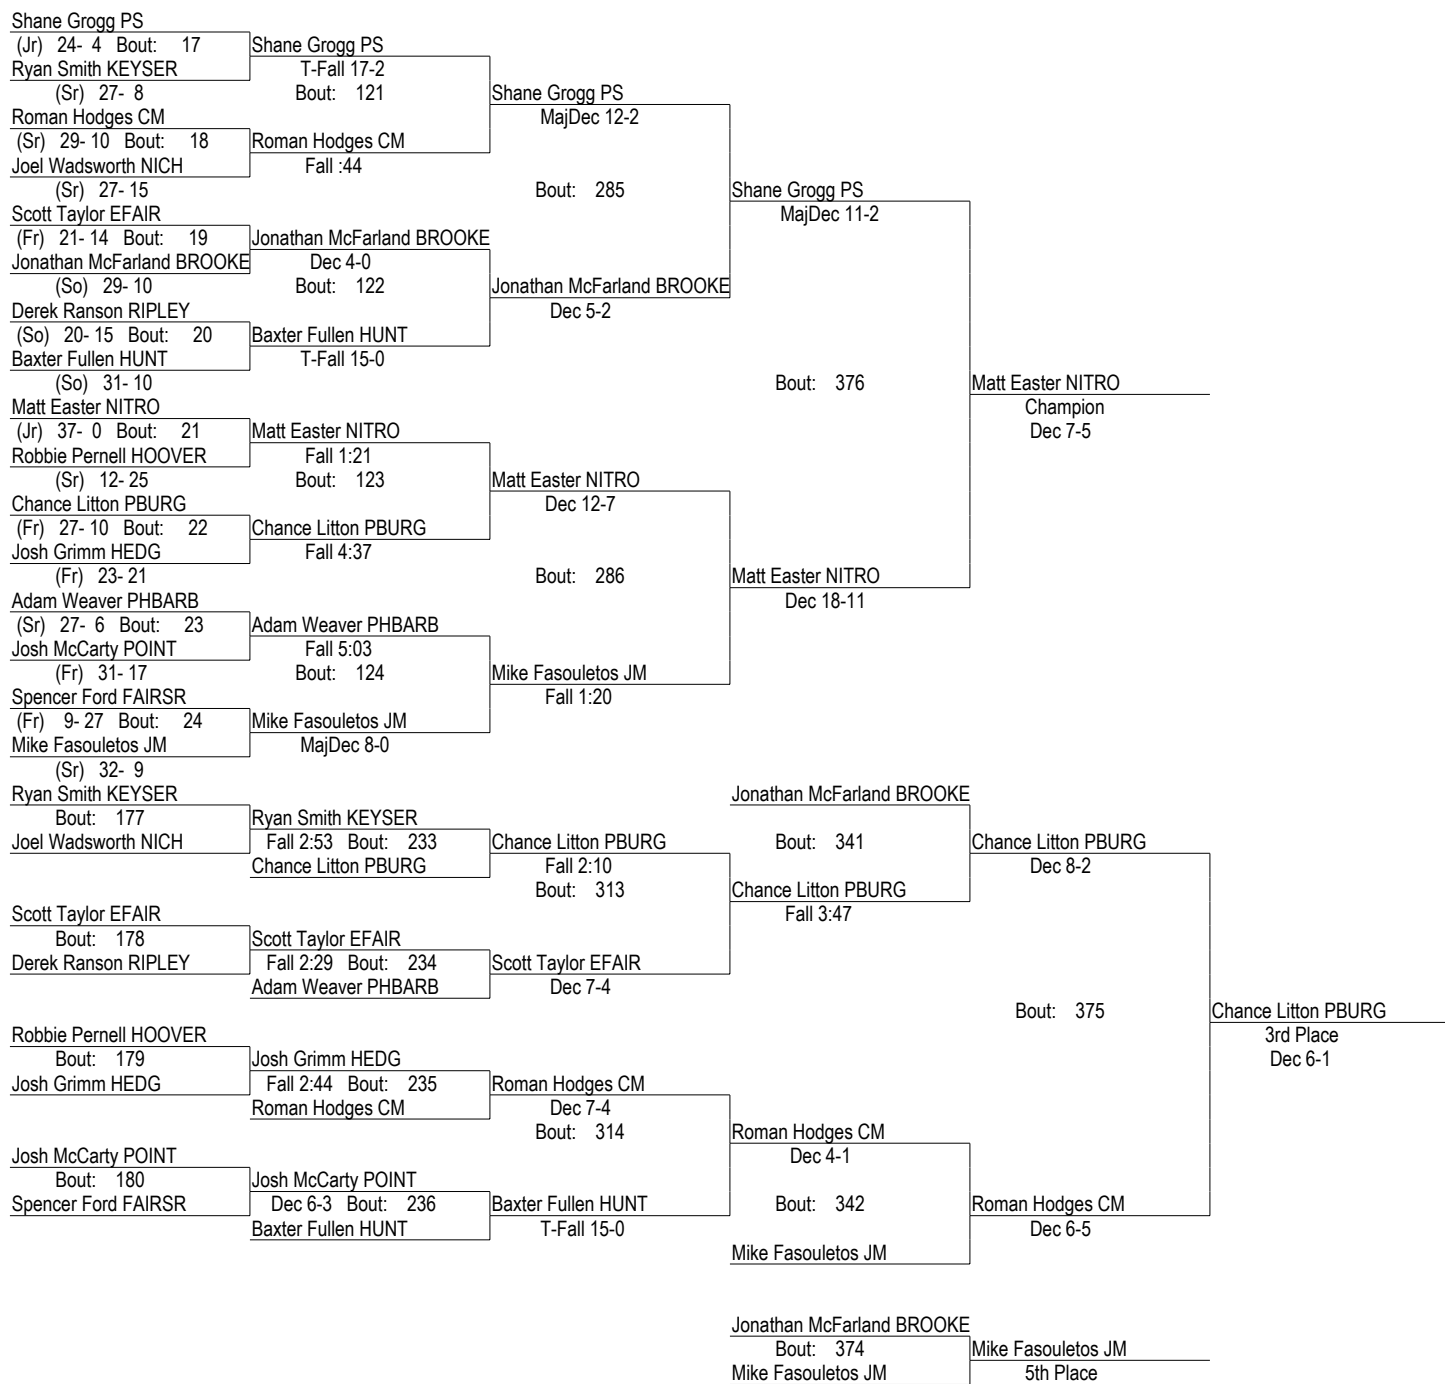 Shane Grogg PS
(Jr) 24- 4 Bout: 17 Shane Grogg PS
Ryan Smith KEYSER T-Fall 17-2
(Sr) 27- 8 Bout: 121 Shane Grogg PS
Roman Hodges CM MajDec 12-2
(Sr) 29- 10 Bout: 18 Roman Hodges CM
Joel Wadsworth NICH Fall :44
(Sr) 27- 15 Bout: 285 Shane Grogg PS
Scott Taylor EFAIR MajDec 11-2
(Fr) 21- 14 Bout: 19 Jonathan McFarland BROOKE
Jonathan McFarland BROOKE Dec 4-0
(So) 29- 10 Bout: 122 Jonathan McFarland BROOKE
Derek Ranson RIPLEY Dec 5-2
(So) 20- 15 Bout: 20 Baxter Fullen HUNT
Baxter Fullen HUNT T-Fall 15-0
(So) 31- 10 Bout: 376 Matt Easter NITRO
Matt Easter NITRO Champion
(Jr) 37- 0 Bout: 21 Matt Easter NITRO Dec 7-5
Robbie Pernell HOOVER Fall 1:21
(Sr) 12- 25 Bout: 123 Matt Easter NITRO
Chance Litton PBURG Dec 12-7
(Fr) 27- 10 Bout: 22 Chance Litton PBURG
Josh Grimm HEDG Fall 4:37
(Fr) 23- 21 Bout: 286 Matt Easter NITRO
Adam Weaver PHBARB Dec 18-11
(Sr) 27- 6 Bout: 23 Adam Weaver PHBARB
Josh McCarty POINT Fall 5:03
(Fr) 31- 17 Bout: 124 Mike Fasouletos JM
Spencer Ford FAIRSR Fall 1:20
(Fr) 9- 27 Bout: 24 Mike Fasouletos JM
Mike Fasouletos JM MajDec 8-0
(Sr) 32- 9
Ryan Smith KEYSER Jonathan McFarland BROOKE
Bout: 177 Ryan Smith KEYSER
Joel Wadsworth NICH Fall 2:53 Bout: 233 Chance Litton PBURG Bout: 341 Chance Litton PBURG
Chance Litton PBURG Fall 2:10 Dec 8-2
Bout: 313 Chance Litton PBURG
Scott Taylor EFAIR Fall 3:47
Bout: 178 Scott Taylor EFAIR
Derek Ranson RIPLEY Fall 2:29 Bout: 234 Scott Taylor EFAIR
Adam Weaver PHBARB Dec 7-4
Bout: 375 Chance Litton PBURG
Robbie Pernell HOOVER 3rd Place
Bout: 179 Josh Grimm HEDG Dec 6-1
Josh Grimm HEDG Fall 2:44 Bout: 235 Roman Hodges CM
Roman Hodges CM Dec 7-4
Bout: 314 Roman Hodges CM
Josh McCarty POINT Dec 4-1
Bout: 180 Josh McCarty POINT
Spencer Ford FAIRSR Dec 6-3 Bout: 236 Baxter Fullen HUNT Bout: 342 Roman Hodges CM
Baxter Fullen HUNT T-Fall 15-0 Dec 6-5
Mike Fasouletos JM
Jonathan McFarland BROOKE
Bout: 374 Mike Fasouletos JM
Mike Fasouletos JM 5th Place